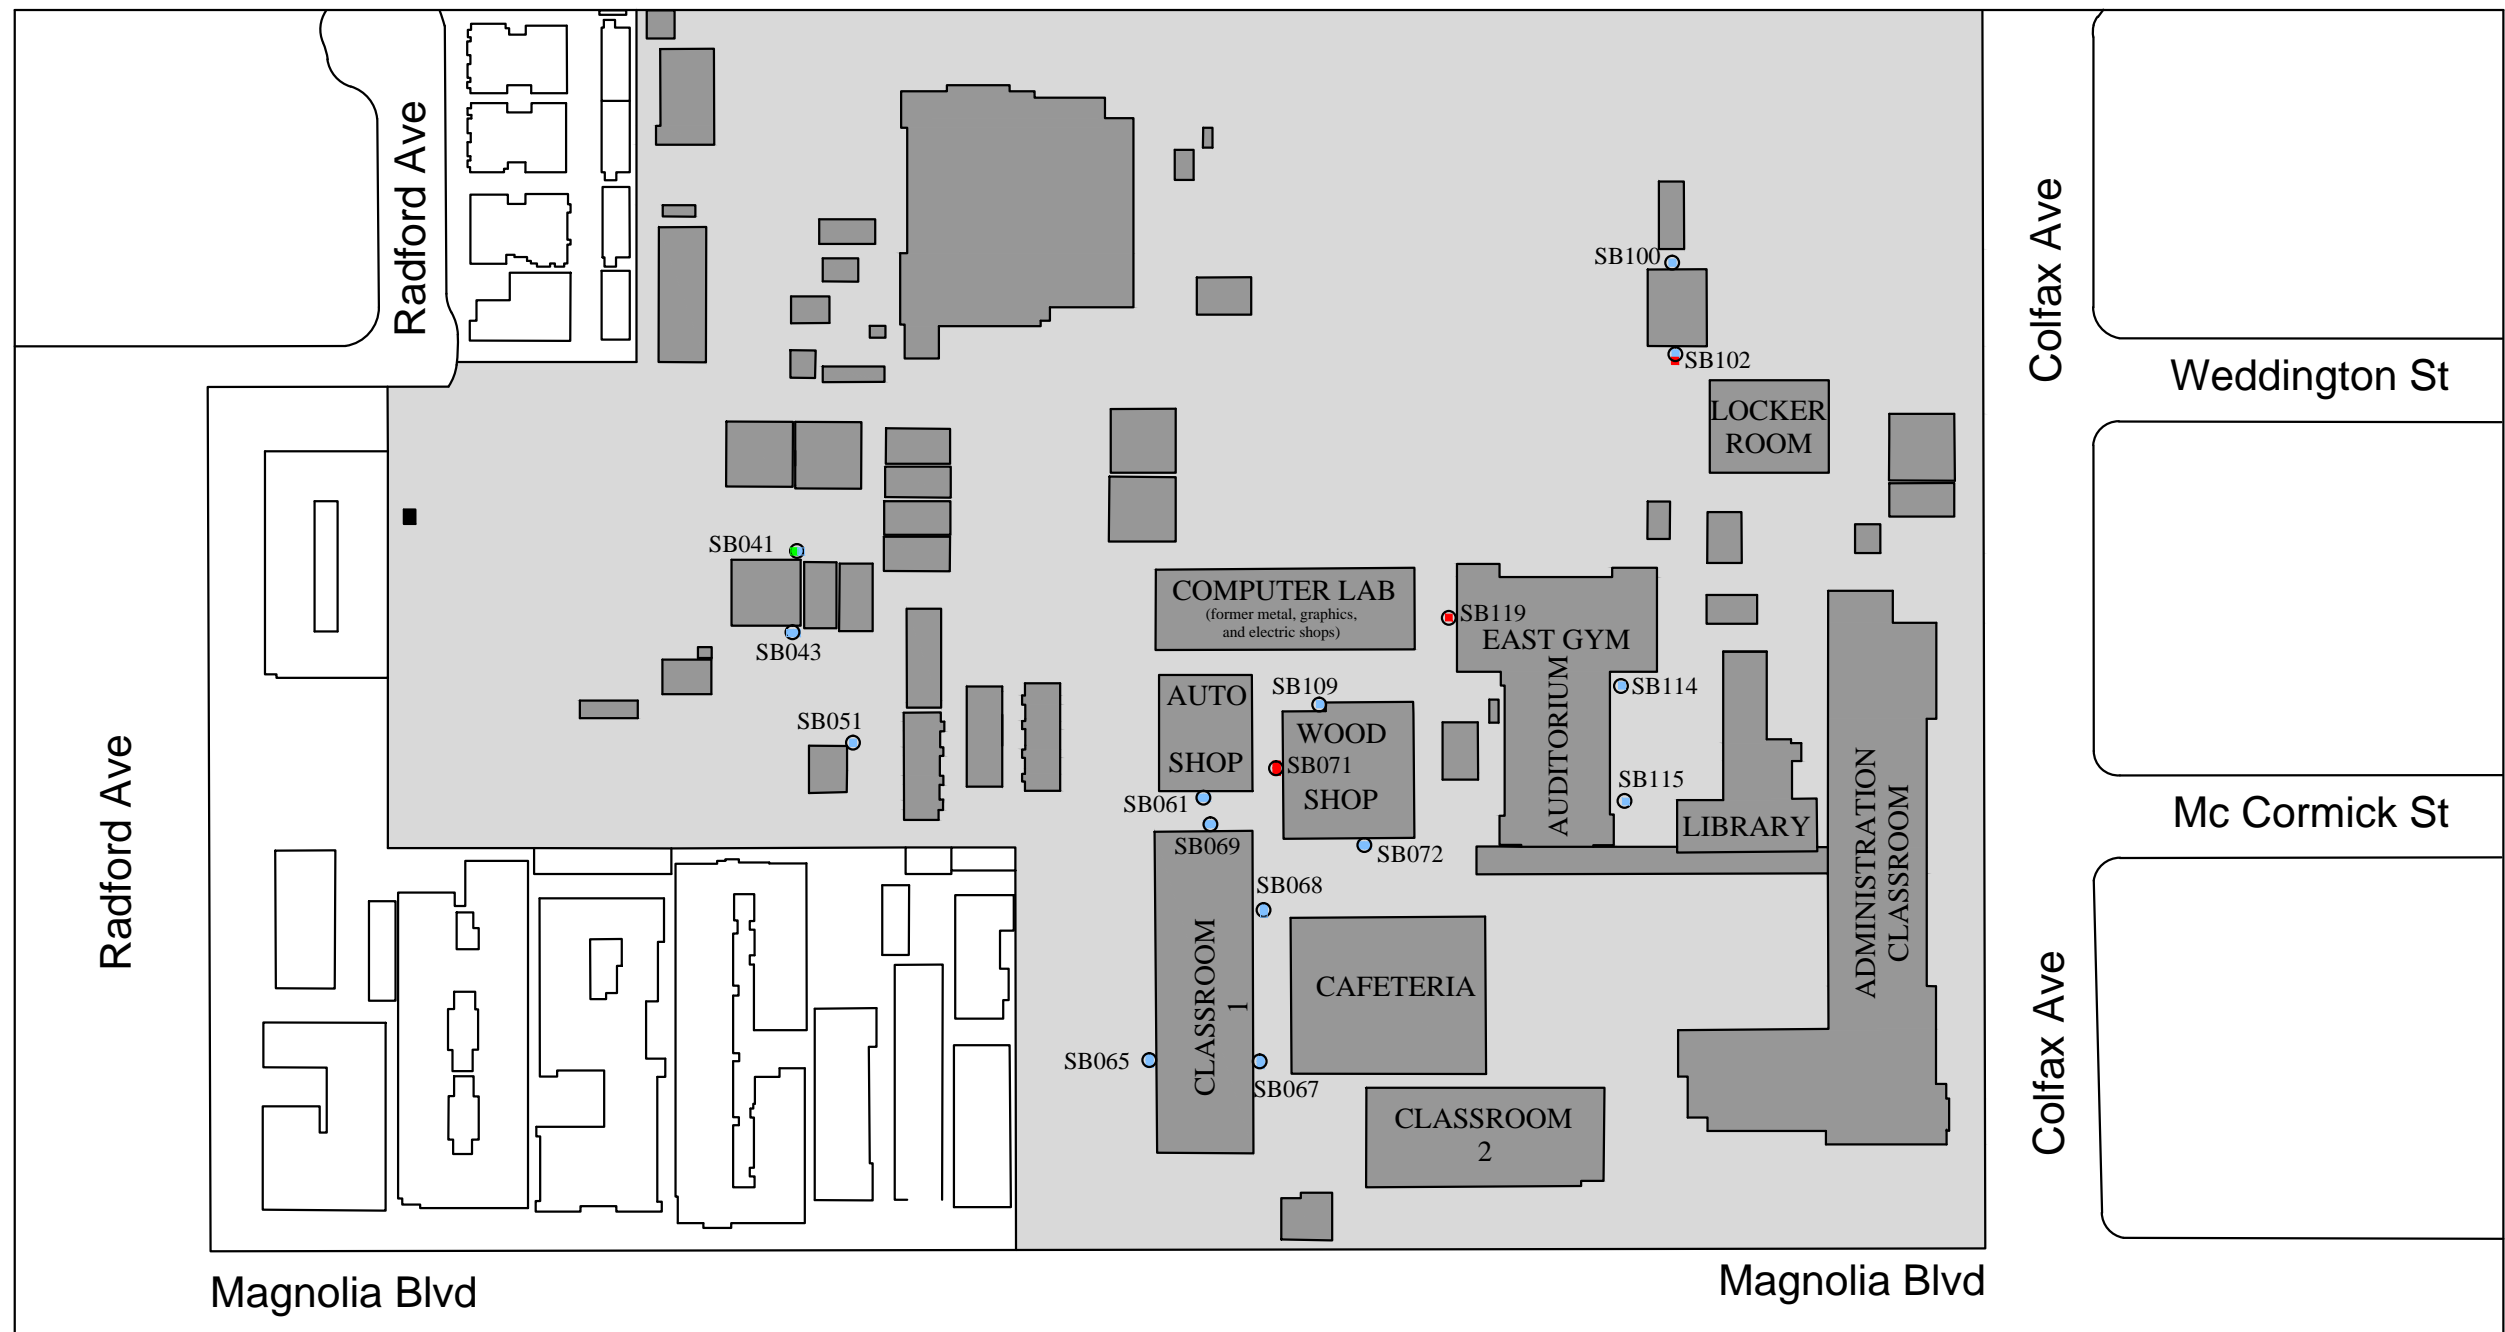 Radford Ave
Colfax Ave
SB100
SB102
Weddington St
LOCKER
ROOM
SB041
COMPUTER LAB
(former metal, graphics,
and electric shops)
SB119
EAST GYM
SB043
AUTO
SHOP
SB109
WOOD
SHOP
SB114
AUDITORIUM
SB051
SB071
SB061
SB115
Radford Ave
LIBRARY
ADMINISTRATION
CLASSROOM
Mc Cormick St
SB069
SB072
SB068
CLASSROOM
1
CAFETERIA
SB065
SB067
CLASSROOM
2
Colfax Ave
Magnolia Blvd
Magnolia Blvd